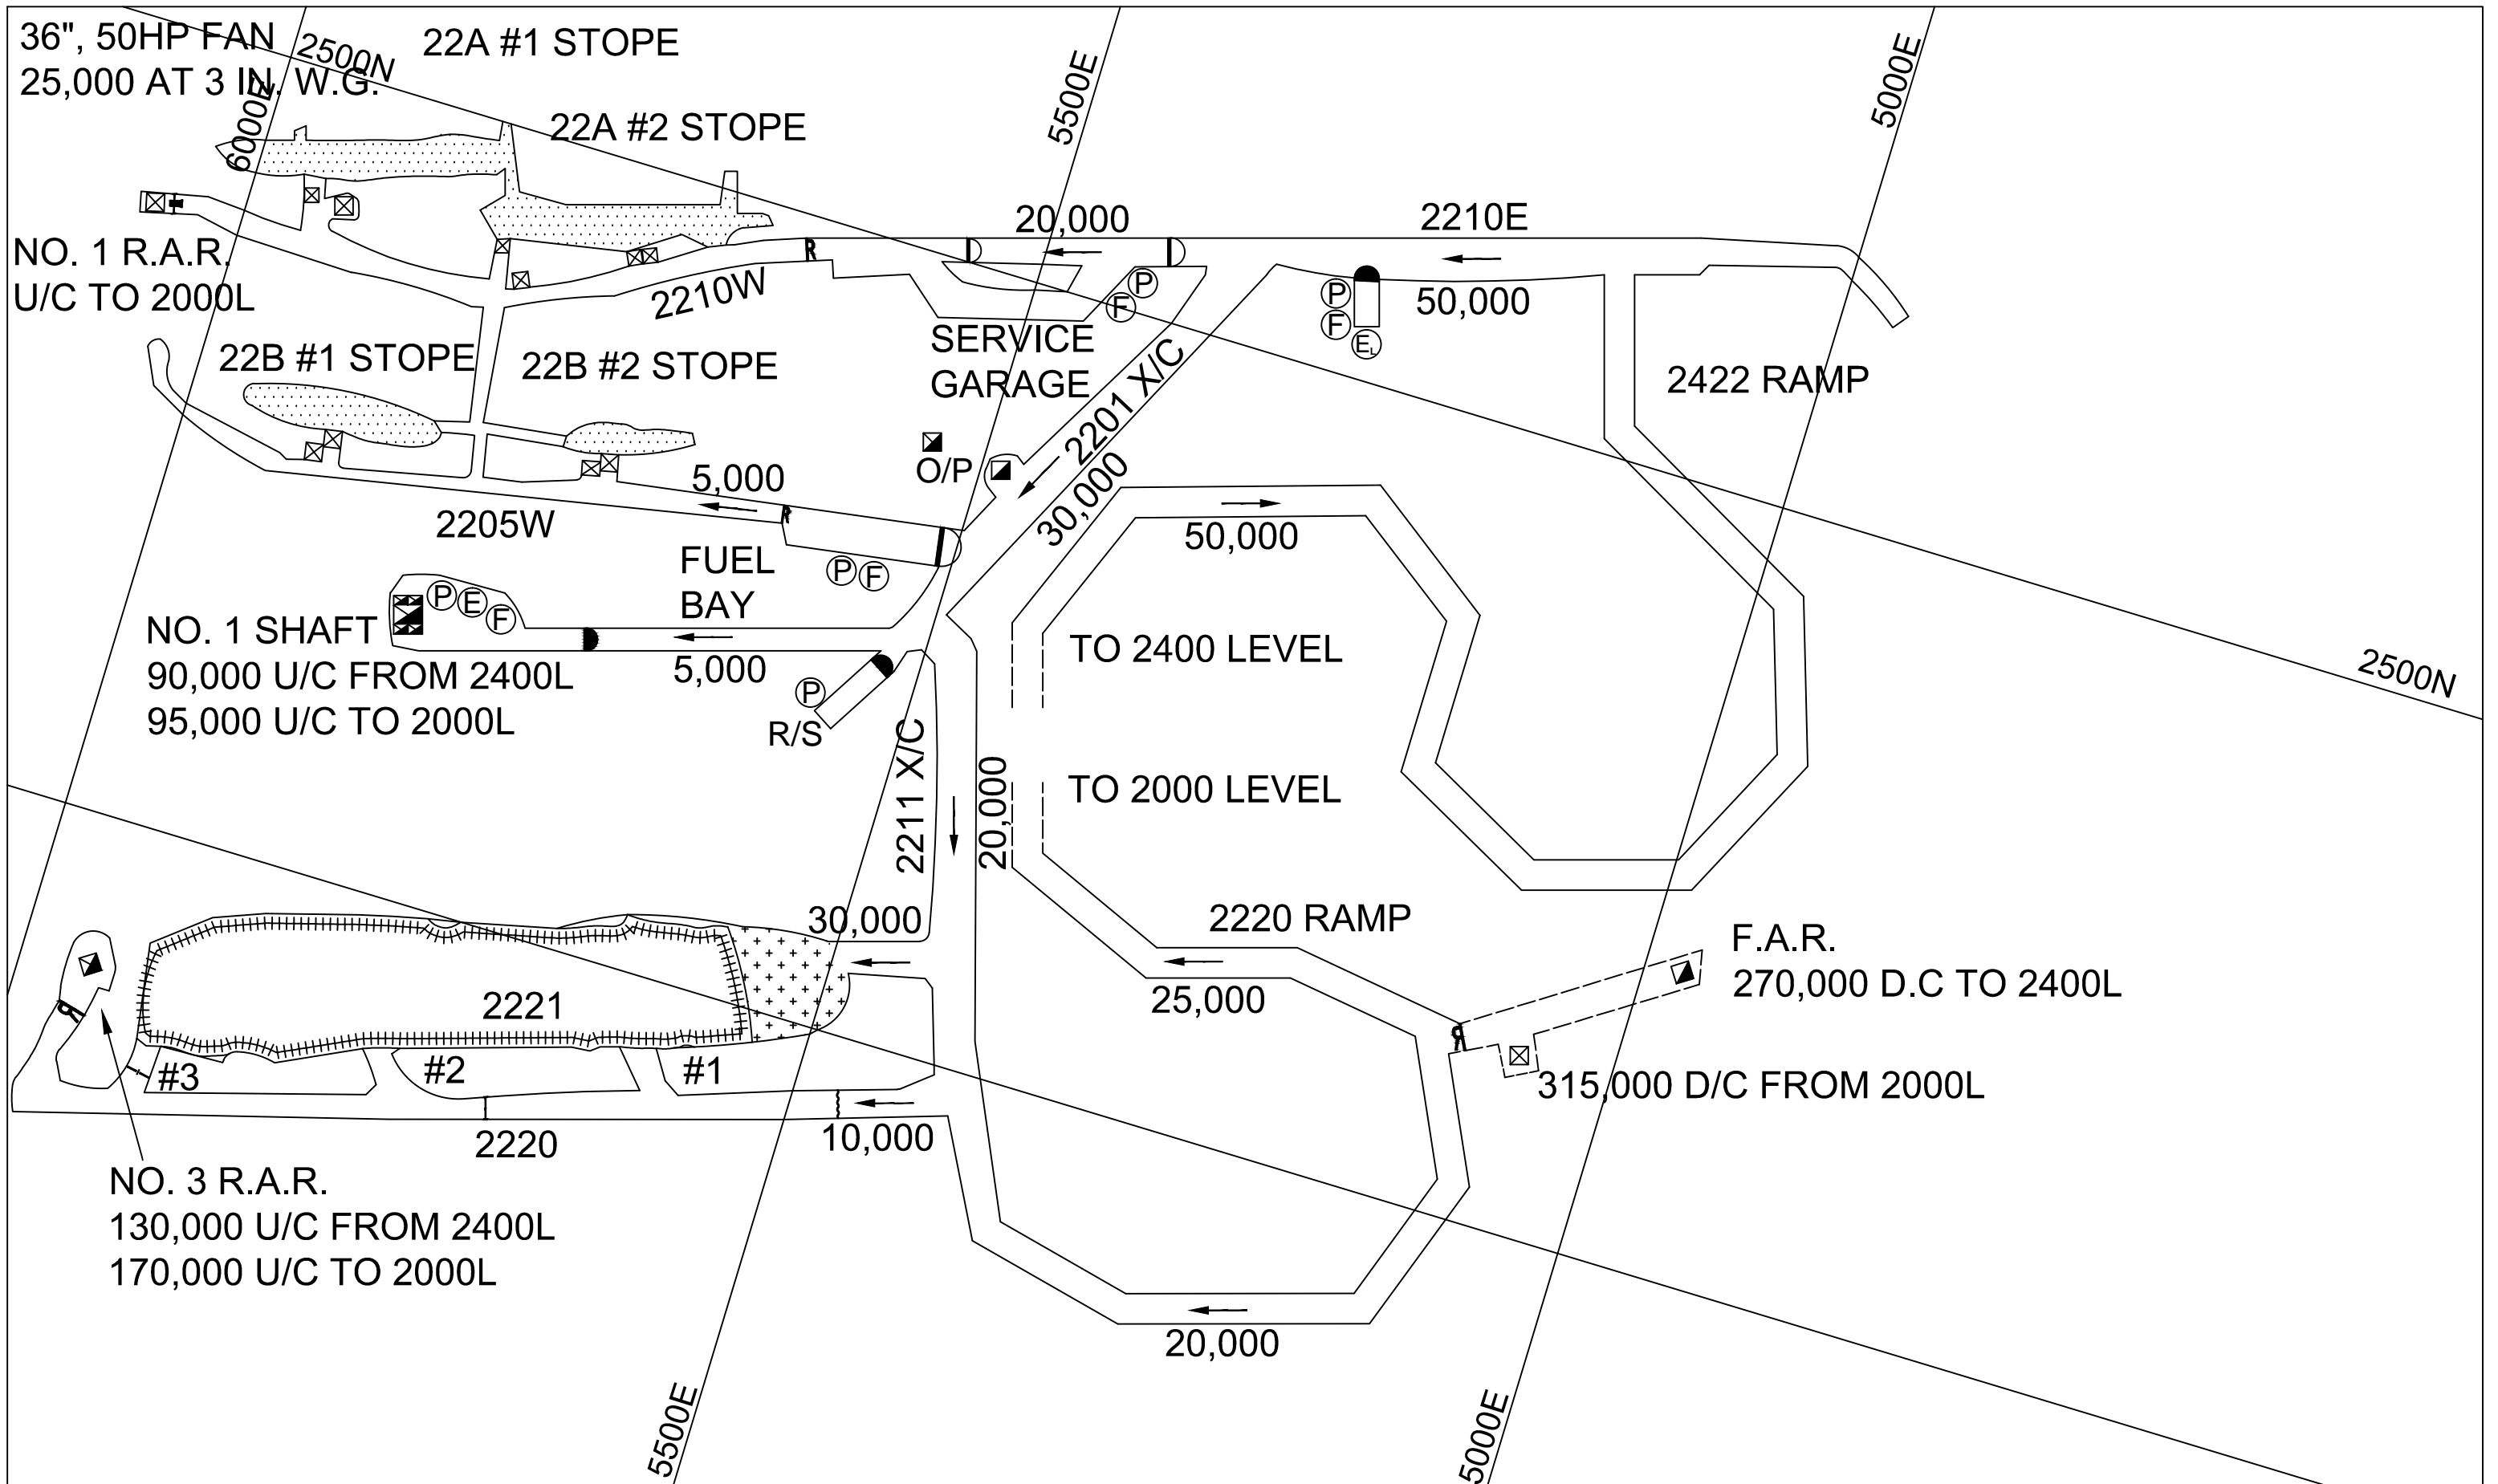 36", 50HP FAN
25,000 AT 3 IN. W.G.
2500N
22A #1 STOPE
6000E
22A #2 STOPE
5500E
5000E
20,000
2210E
NO. 1 R.A.R.
U/C TO 2000L
2210W
P
F
P
F
EL
50,000
SERVICE
GARAGE
22B #1 STOPE
22B #2 STOPE
2201 X/C
30,000
2422 RAMP
O/P
5,000
2205W
R
R
50,000
FUEL
BAY
P
F
P
E
F
NO. 1 SHAFT
90,000 U/C FROM 2400L
95,000 U/C TO 2000L
5,000
P
R/S
TO 2400 LEVEL
2500N
2211 X/C
20,000
TO 2000 LEVEL
30,000
2220 RAMP
25,000
F.A.R.
270,000 D.C TO 2400L
2221
R
R
#3
#2
#1
315,000 D/C FROM 2000L
2220
10,000
NO. 3 R.A.R.
130,000 U/C FROM 2400L
170,000 U/C TO 2000L
20,000
5500E
5000E